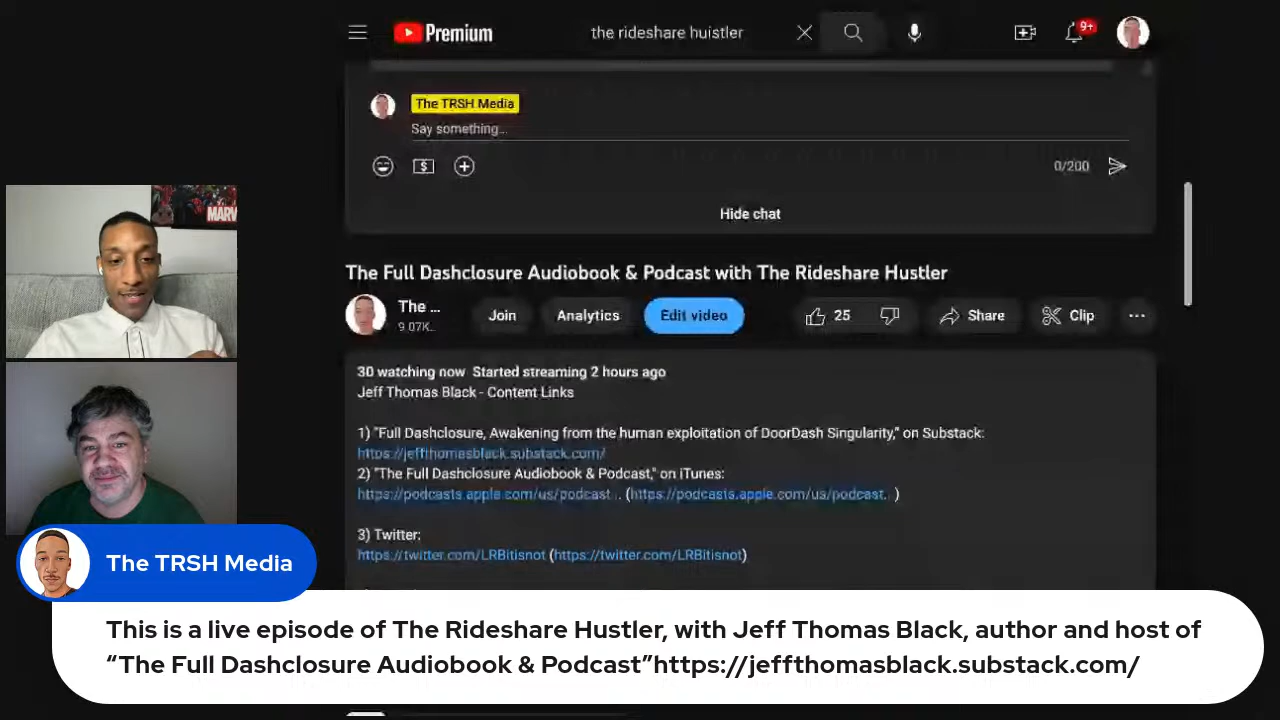 Premium
the rideshare huistler
9+
The TRSH Media
Say something...
0/200
Hide chat
MARV
The Full Dashclosure Audiobook & Podcast with The Rideshare Hustler
The ...
9.07K..
Join
Analytics
Edit video
25
Share
Clip
30 watching now Started streaming 2 hours ago
Jeff Thomas Black - Content Links
1) "Full Dashclosure, Awakening from the human exploitation of DoorDash Singularity," on Substack:
https://jeffthomasblack.substack.com/
2) "The Full Dashclosure Audiobook & Podcast," on iTunes:
https://podcasts.apple.com/us/podcast... (https://podcasts.apple.com/us/podcast... )
3) Twitter:
https://twitter.com/LRBitisnot (https://twitter.com/LRBitisnot)
The TRSH Media
This is a live episode of The Rideshare Hustler, with Jeff Thomas Black, author and host of
“The Full Dashclosure Audiobook & Podcast”https://jeffthomasblack.substack.com/